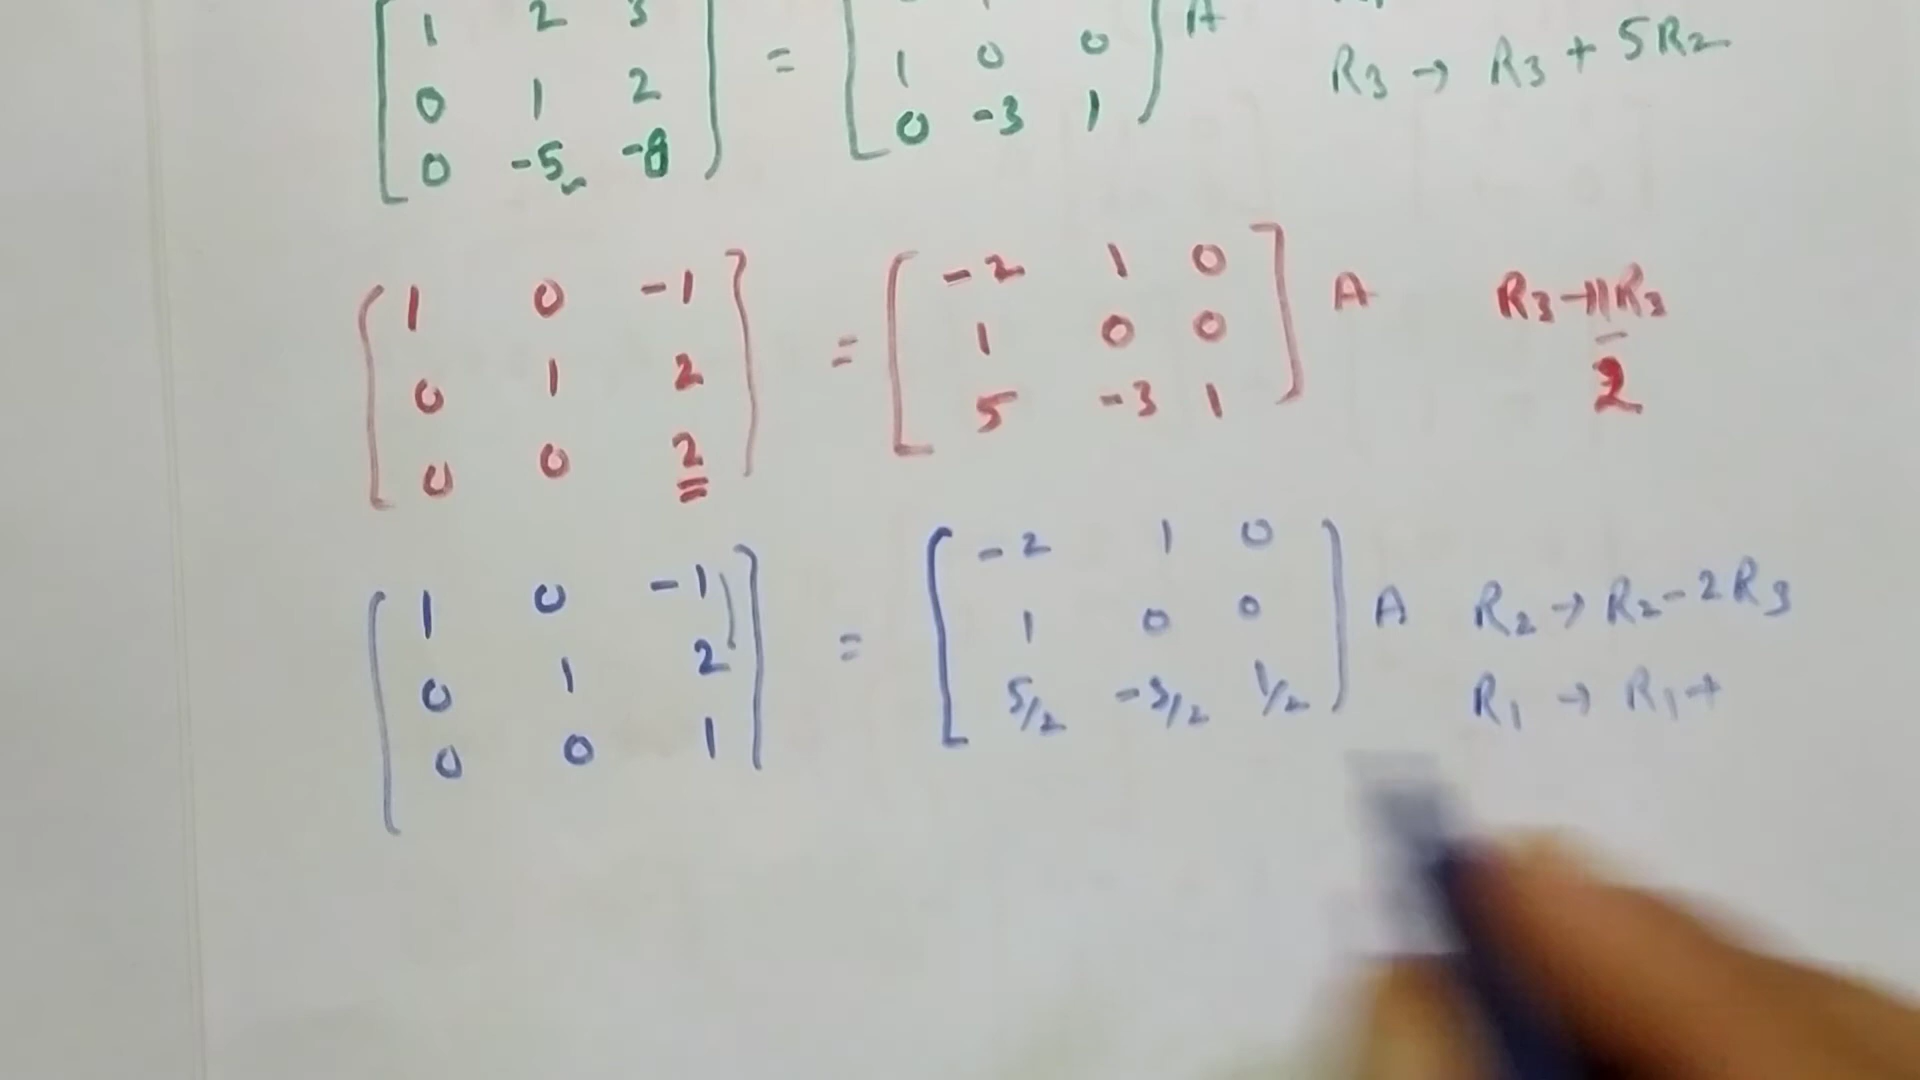 1 2 3 = A
0 1 2 1 0 0 R3 → R3 + 5R2
0 -5 -8 0 -3 1
1 0 -1 -2 1 0
0 1 2 = 1 0 0 A R3 → R3/2
0 0 2 5 -3 1
1 0 -1 -2 1 0
0 1 2 = 1 0 0 A R2 → R2 - 2R3
0 0 1 5/2 -3/2 1/2 R1 → R1 +